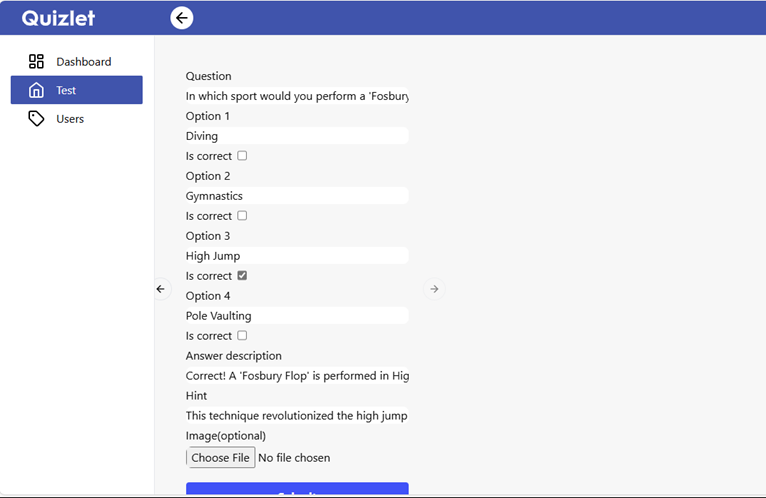 Quizlet
Dashboard
Test
Users
Question
In which sport would you perform a 'Fosbury
Option 1
Diving
Is correct
Option 2
Gymnastics
Is correct
Option 3
High Jump
Is correct
Option 4
Pole Vaulting
Is correct
Answer description
Correct! A 'Fosbury Flop' is performed in Hig
Hint
This technique revolutionized the high jump
Image(optional)
Choose File No file chosen